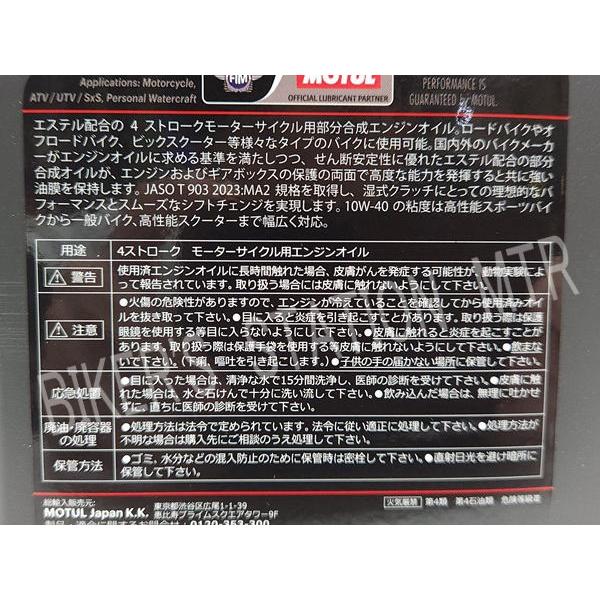 Applications: Motorcycle,
ATV / UTV / SxS, Personal Watercraft
FIM
MOTUL
OFFICIAL LUBRICANT PARTNER
PERFORMANCE IS
GUARANTEED by MOTUL.
エステル配合の 4 ストロークモーターサイクル用部分合成エンジンオイル。ロードバイクやオ
フロードバイク、ビックスクーター等様々なタイプのバイクに使用可能。国内外のバイクメーカ
ーがエンジンオイルに求める基準を満たしつつ、せん断安定性に優れたエステル配合の部分
合成オイルが、エンジンおよびギアボックスの保護の両面で高度な能力を発揮すると共に強い
油膜を保持します。JASO T 903 2023:MA2 規格を取得し、湿式クラッチにとっての理想的なパ
フォーマンスとスムーズなシフトチェンジを実現します。10W-40 の粘度は高性能スポーツバイ
クから一般バイク、高性能スクーターまで幅広く対応。
用途 4ストローク モーターサイクル用エンジンオイル
警告 使用済エンジンオイルに長時間触れた場合、皮膚がんを発症する可能性が、動物実験によ
って報告されています。取り扱う場合には皮膚に触れないようにして下さい。
注意 ●火傷の危険性がありますので、エンジンが冷えていることを確認してから使用済みオイ
ルを抜き取って下さい。●目に入ると炎症を引き起こします。取り扱う際は保護
眼鏡を使用する等目に入らないようにして下さい。●皮膚に触れると炎症を起こすことが
あります。取り扱う際は保護手袋を使用する等触れないようにして下さい。●飲まな
いで下さい。(下痢、嘔吐を引き起こします。)●子供の手の届かない場所に保管して下さい。
応急処置 ●目に入った場合は、清浄な水で15分間洗浄し、医師の診断を受けて下さい。●皮膚に触
れた場合は、水と石けんで十分に洗い流して下さい。●飲み込んだ場合は、無理に吐かせ
ずに、直ちに医師の診断を受けて下さい。
廃油・廃容器
の処理 ●処理方法は法令で定められています。法令に従い適正に処理して下さい。●処理方法が
不明な場合は購入先にご相談のうえ処理して下さい。
保管方法 ●ゴミ、水分などの混入防止のために保管時は密栓して下さい。●直射日光を避け暗所
に保管して下さい。
総輸入販売元:
MOTUL Japan K.K. 東京都渋谷区広尾1-1-39
恵比寿プライムスクエアタワー9F
火気厳禁 第4類 第4石油類 危険等級Ⅲ
製品・適合に関するお問い合わせ 0120-353-300
BIKEMAN STATION MTR